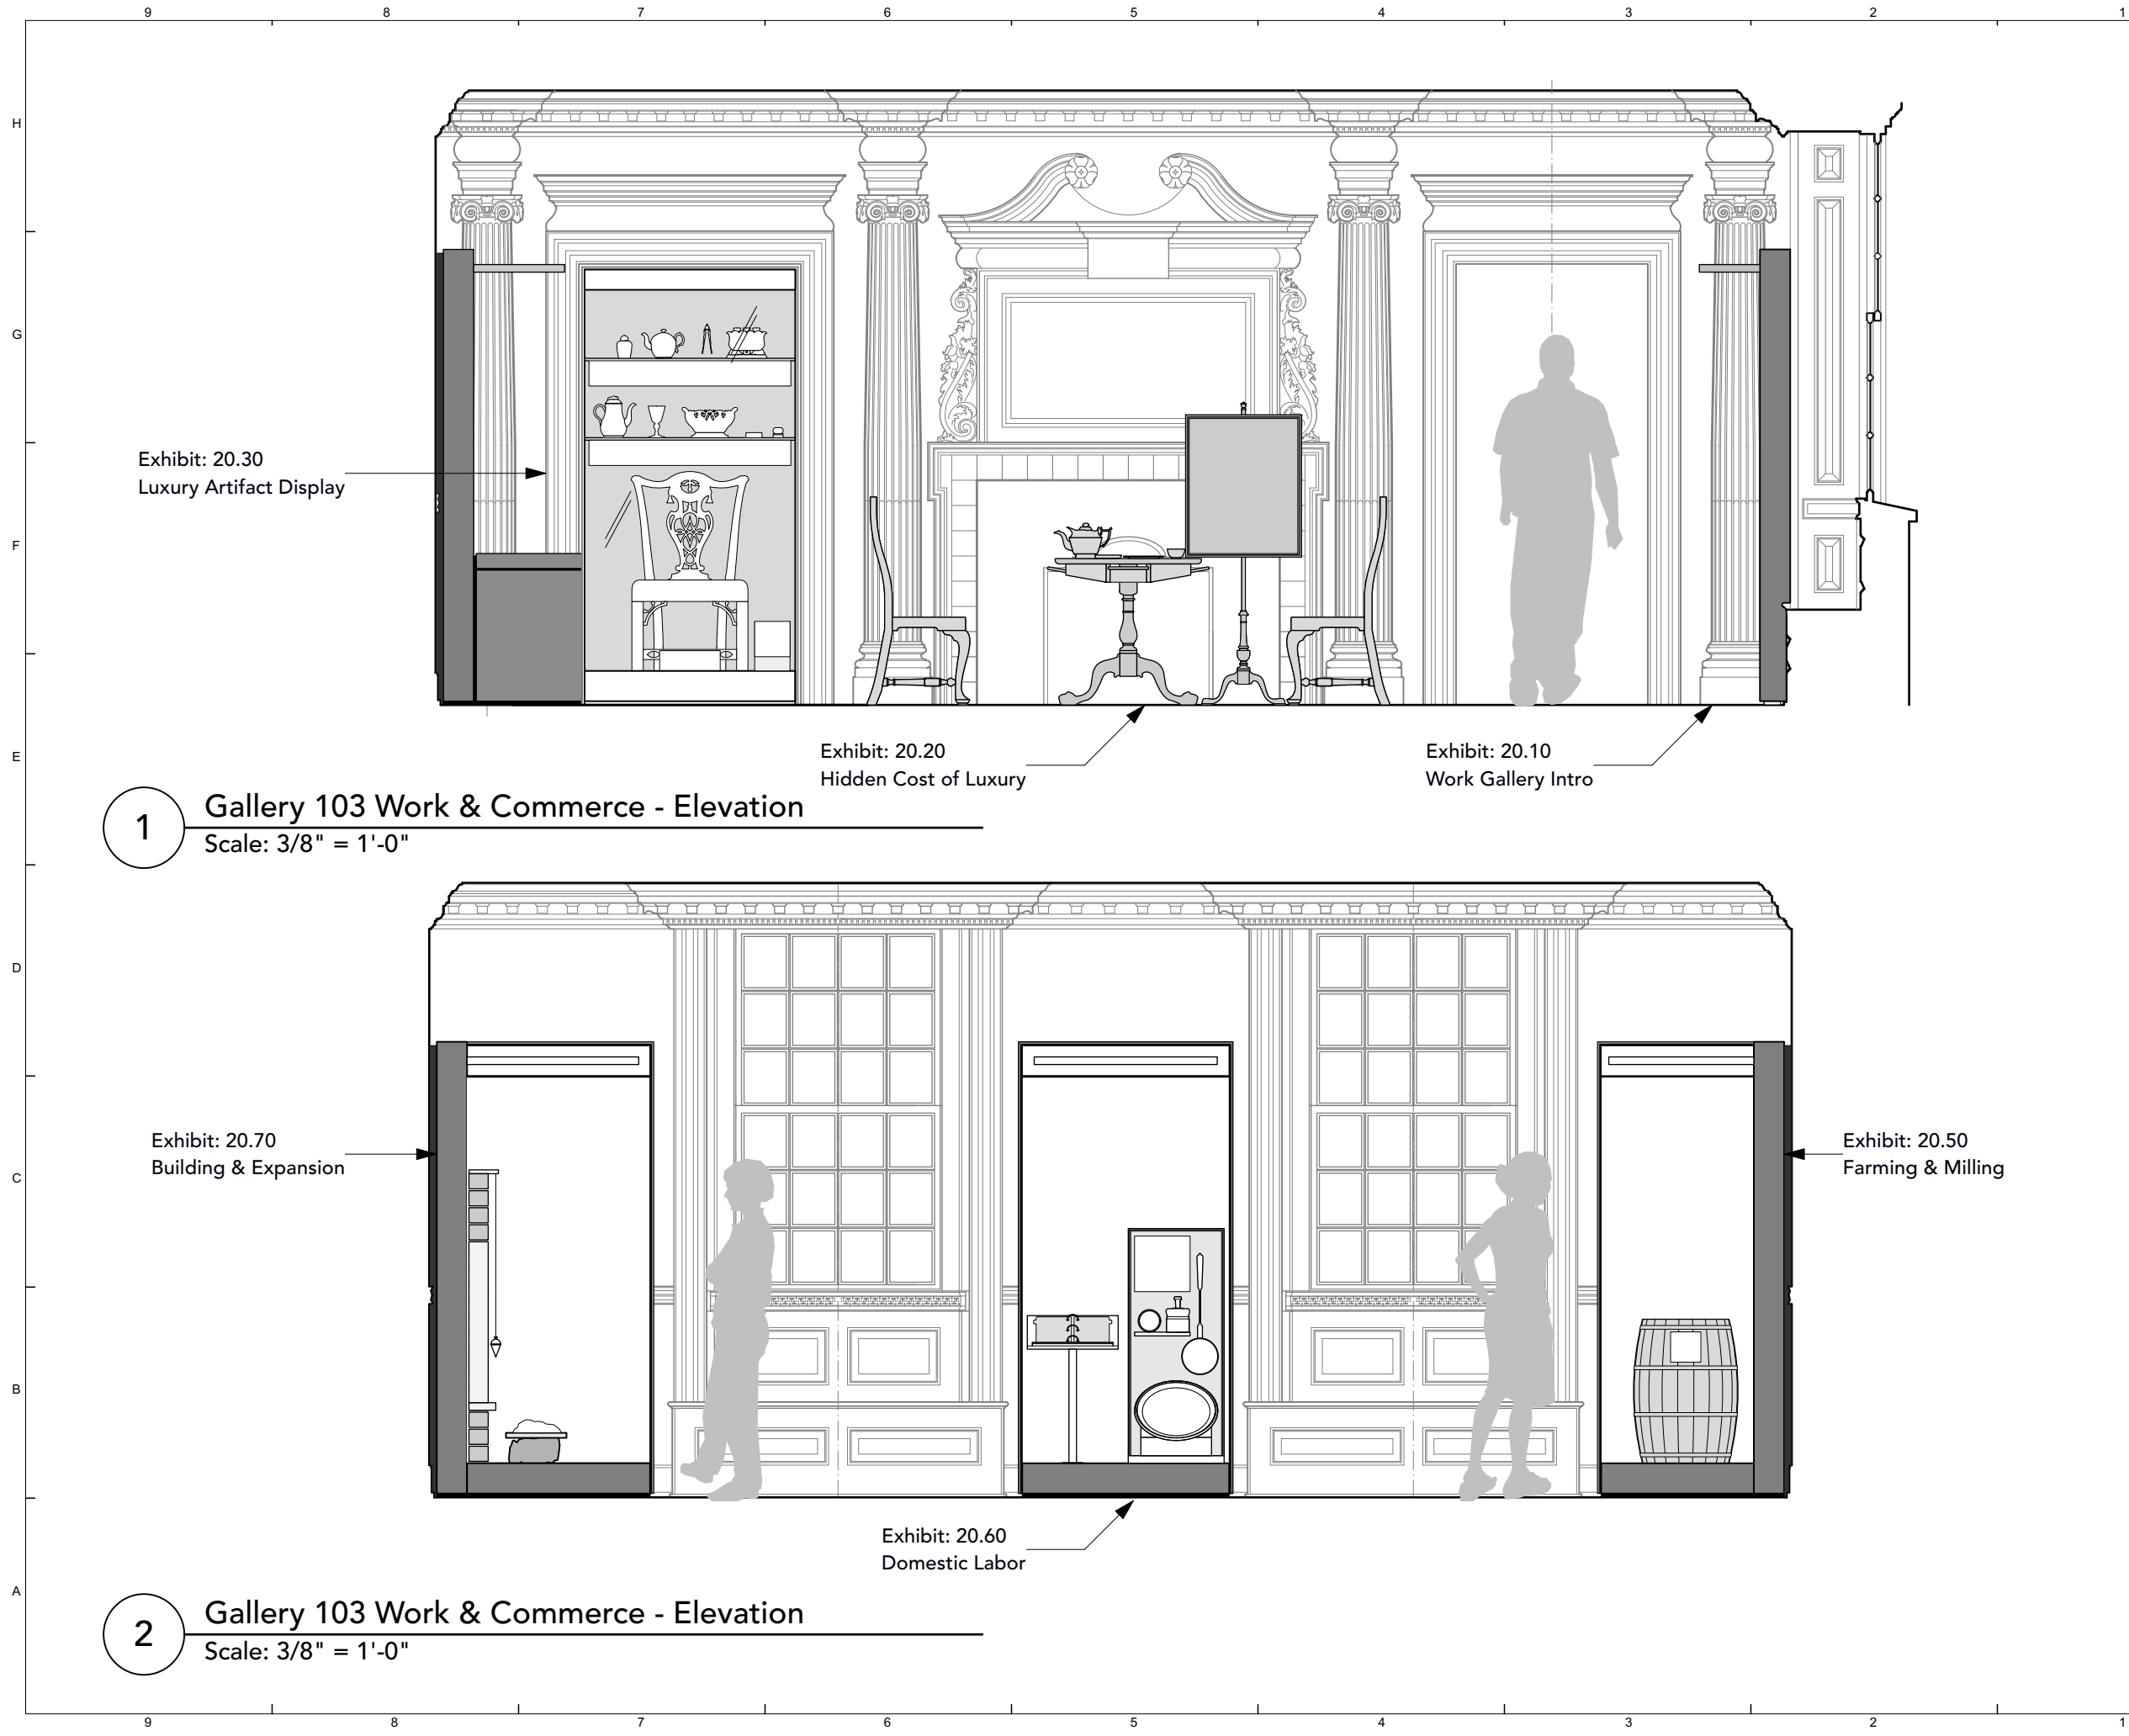 9 8 7 6 5 4 3 2 1
H
G
Exhibit: 20.30
Luxury Artifact Display
F
Exhibit: 20.20
Hidden Cost of Luxury
Exhibit: 20.10
Work Gallery Intro
E
1
Gallery 103 Work & Commerce - Elevation
Scale: 3/8" = 1'-0"
D
Exhibit: 20.70
Building & Expansion
Exhibit: 20.50
Farming & Milling
C
B
Exhibit: 20.60
Domestic Labor
A
2
Gallery 103 Work & Commerce - Elevation
Scale: 3/8" = 1'-0"
9 8 7 6 5 4 3 2 1